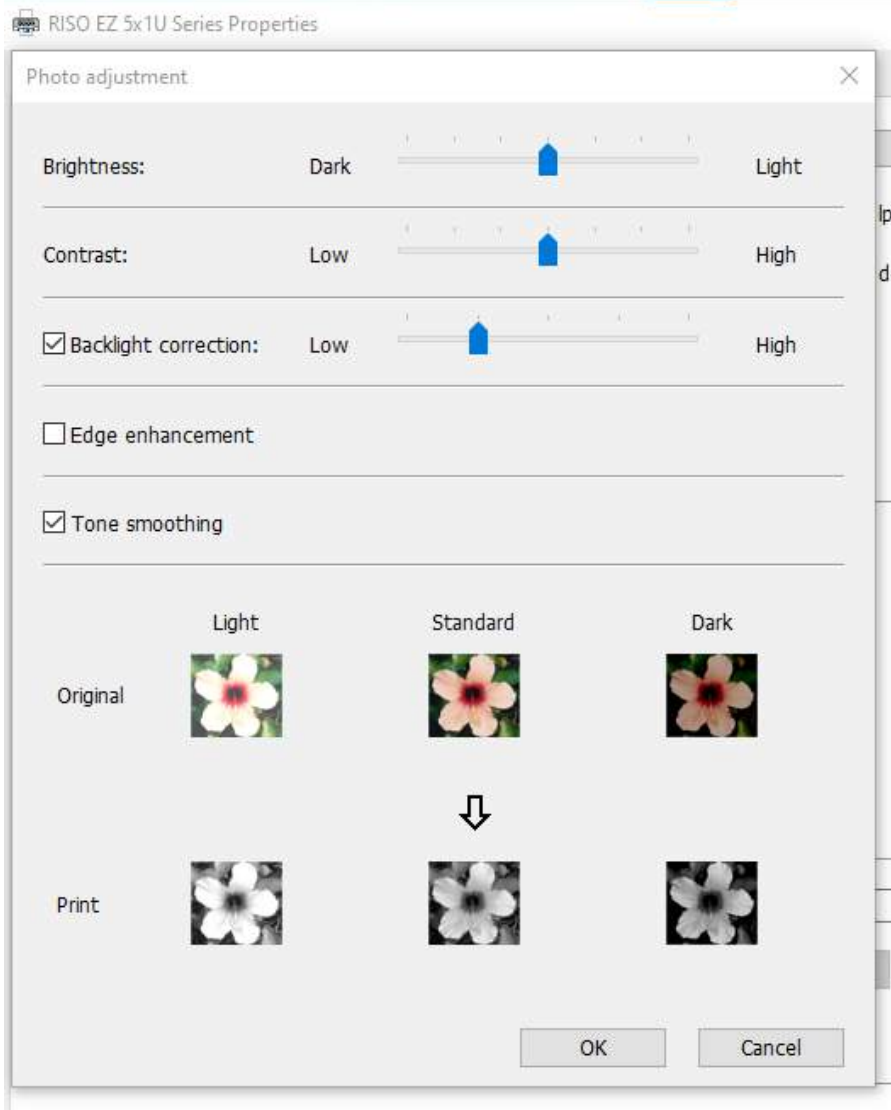 RISO EZ 5x1U Series Properties
Photo adjustment
Brightness: Dark Light
lp
Contrast: Low High
d
Backlight correction: Low High
Edge enhancement
Tone smoothing
Light Standard Dark
Original
Print
OK Cancel